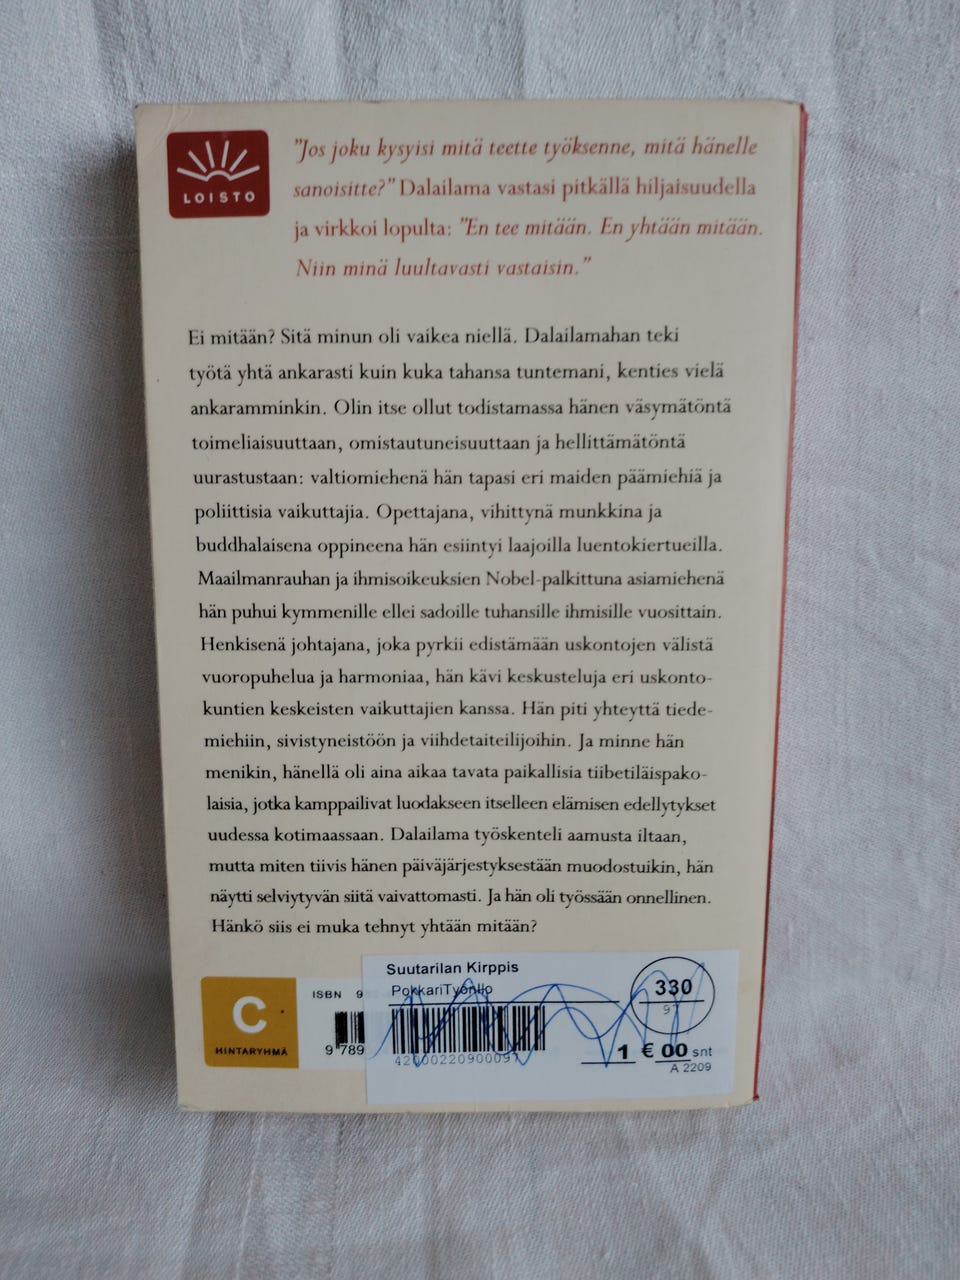 LOISTO
"Jos joku kysyisi mitä teette työksenne, mitä hänelle
sanoisitte?" Dalailama vastasi pitkällä hiljaisuudella
ja virkkoi lopulta: "En tee mitään. En yhtään mitään.
Niin minä luultavasti vastaisin."
Ei mitään? Sitä minun oli vaikea niellä. Dalailamahan teki
työtä yhtä ankarasti kuin kuka tahansa tuntemani, kenties vielä
ankaramminkin. Olin itse ollut todistamassa hänen väsymätöntä
toimeliaisuuttaan, omistautuneisuuttaan ja hellittämätöntä
uurastustaan: valtiomiehenä hän tapasi eri maiden päämiehiä ja
poliittisia vaikuttajia. Opettajana, vihittynä munkkina ja
buddhalaisena oppineena hän esiintyi laajoilla luentokiertueilla.
Maailmanrauhan ja ihmisoikeuksien Nobel-palkittuna asiamiehenä
hän puhui kymmenille ellei sadoille tuhansille ihmisille vuosittain.
Henkisenä johtajana, joka pyrkii edistämään uskontojen välistä
vuoropuhelua ja harmoniaa, hän kävi keskusteluja eri uskonto-
kuntien keskeisten vaikuttajien kanssa. Hän piti yhteyttä tiede-
miehiin, sivistyneistöön ja viihdetaiteilijoihin. Ja minne hän
menikin, hänellä oli aina aikaa tavata paikallisia tiibetiläispako-
laisia, jotka kamppailivat luodakseen itselleen elämisen edellytykset
uudessa kotimaassaan. Dalailama työskenteli aamusta iltaan,
mutta miten tiivis hänen päiväjärjestyksestään muodostuikin, hän
näytti selviytyvän siitä vaivattomasti. Ja hän oli työssään onnellinen.
Hänkö siis ei muka tehnyt yhtään mitään?
C
HINTARYHMÄ
ISBN 9
9 789
Suutarilan Kirppis
PokkariTyönilo
330
97
4200022090009
1 € 00 snt
A 2209